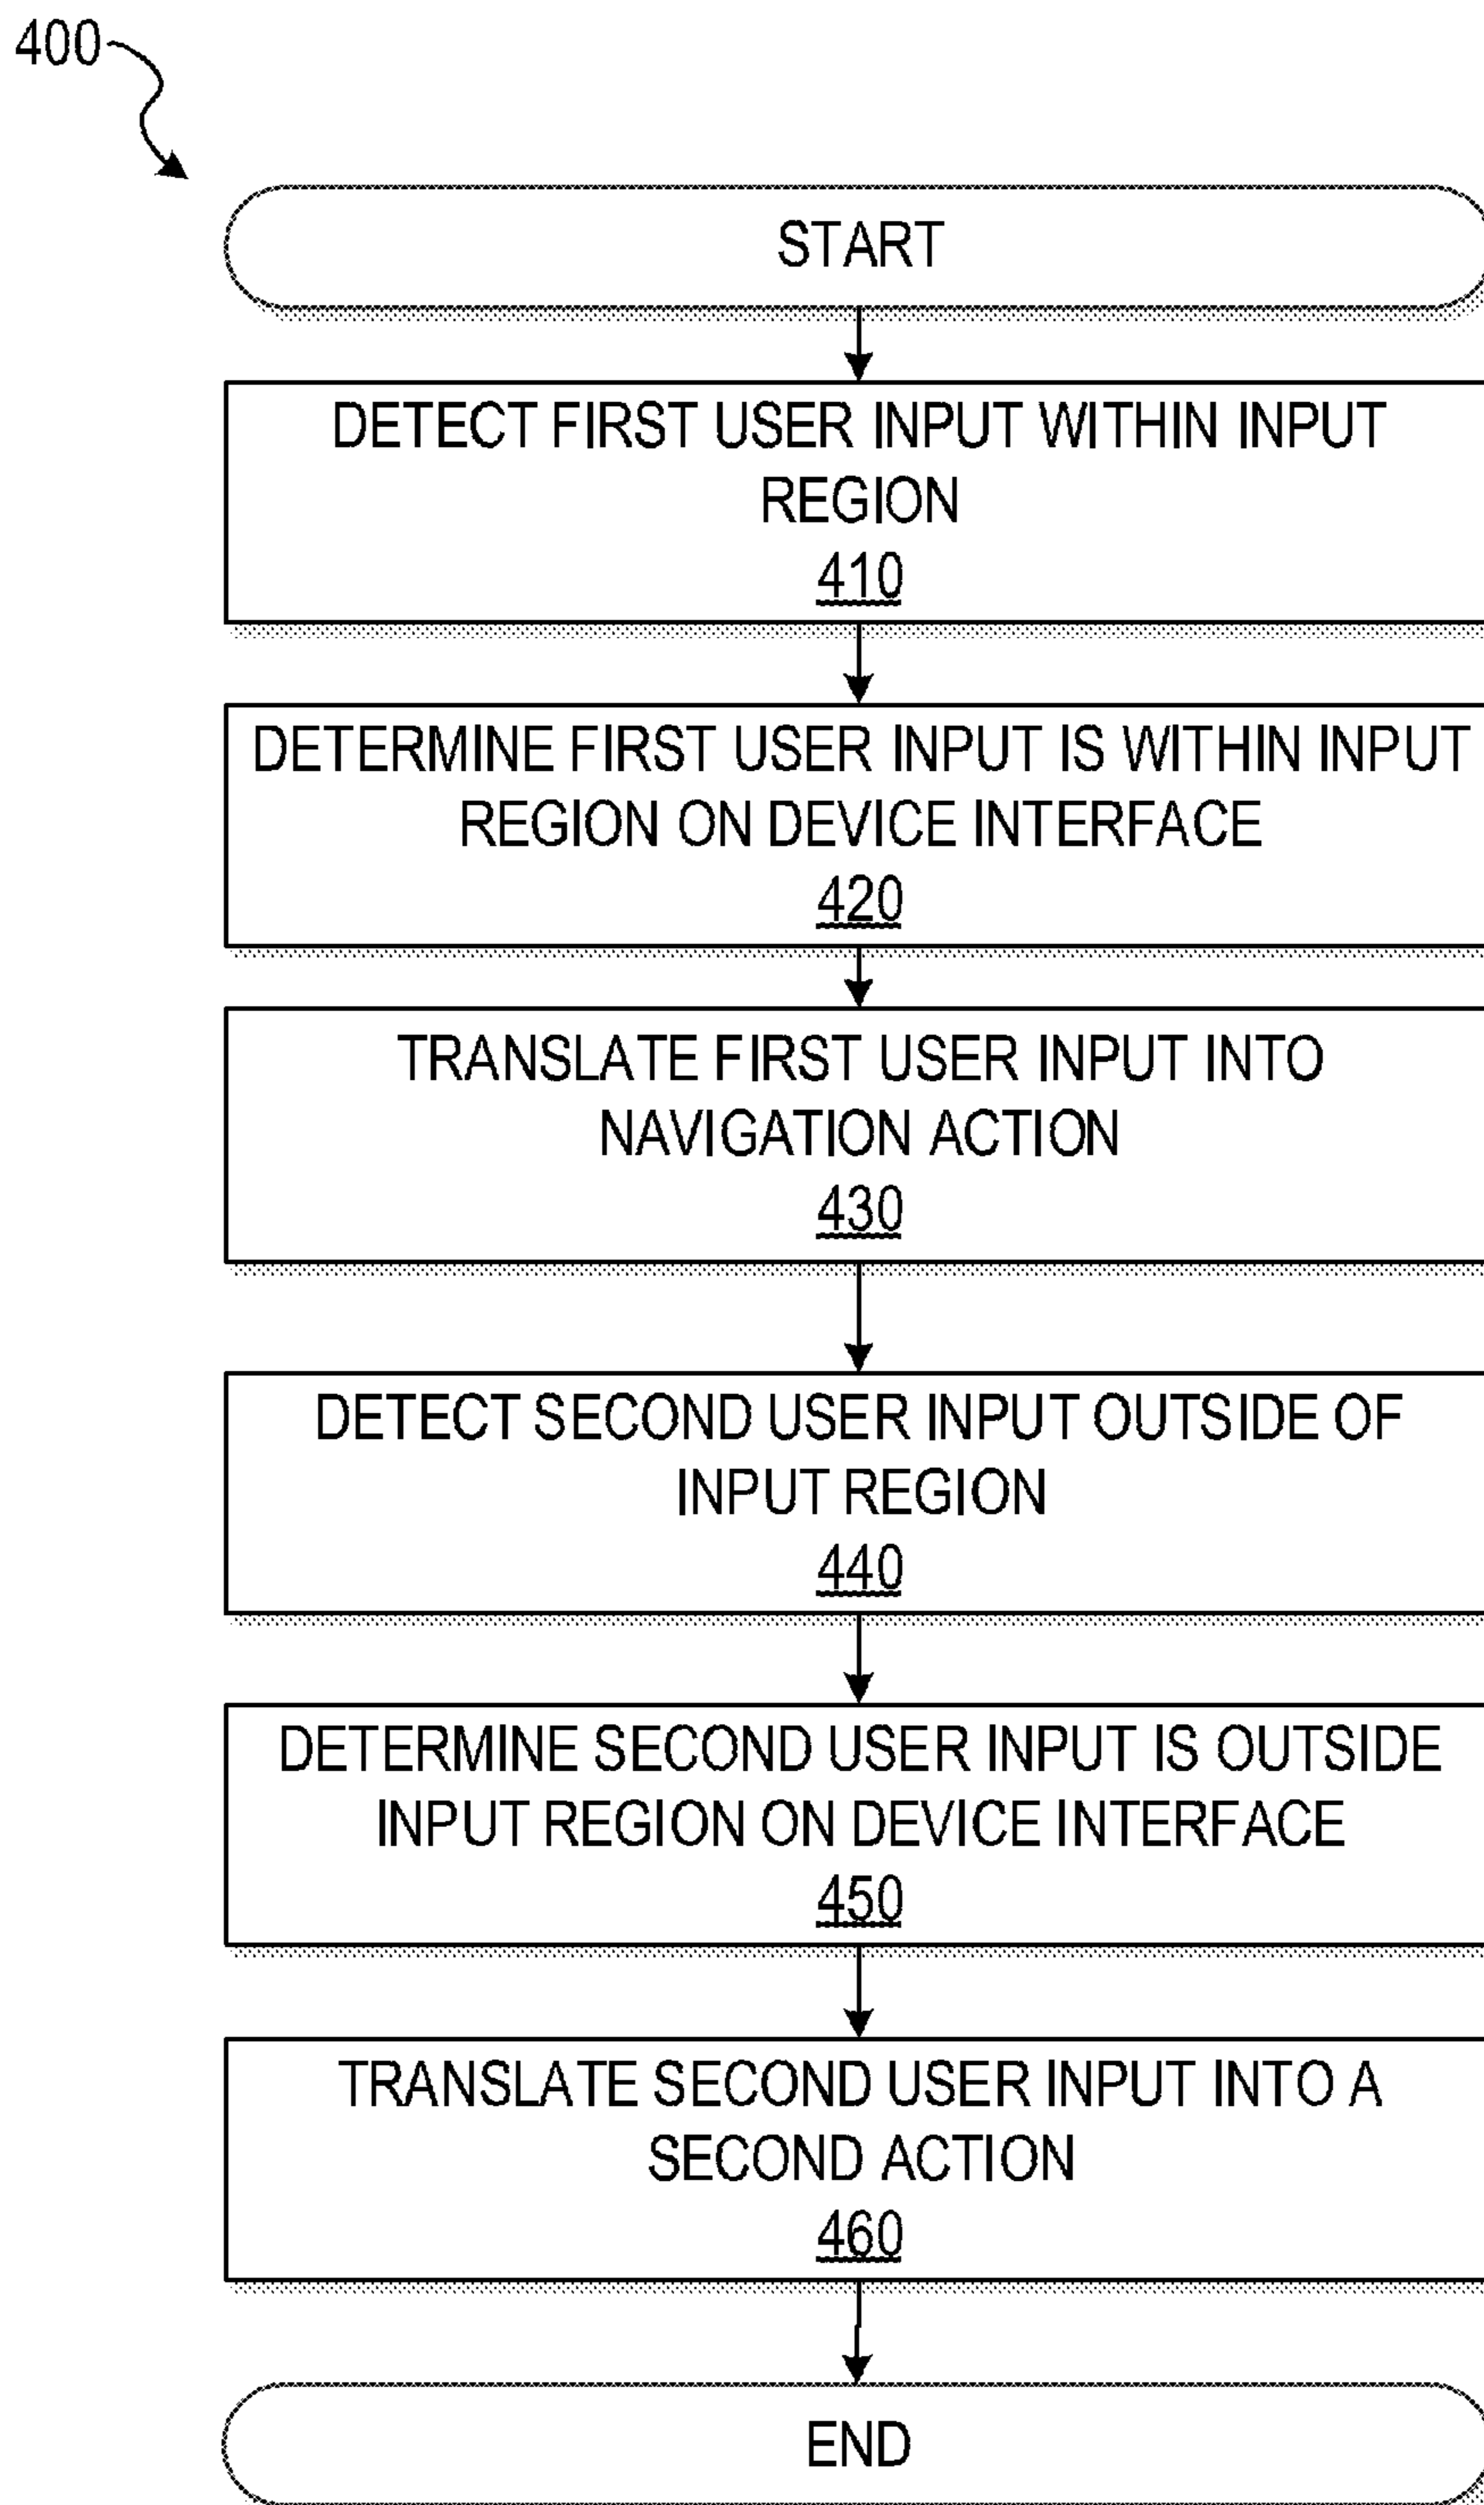 400
START
DETECT FIRST USER INPUT WITHIN INPUT
REGION
410
DETERMINE FIRST USER INPUT IS WITHIN INPUT
REGION ON DEVICE INTERFACE
420
TRANSLATE FIRST USER INPUT INTO
NAVIGATION ACTION
430
DETECT SECOND USER INPUT OUTSIDE OF
INPUT REGION
440
DETERMINE SECOND USER INPUT IS OUTSIDE
INPUT REGION ON DEVICE INTERFACE
450
TRANSLATE SECOND USER INPUT INTO A
SECOND ACTION
460
END